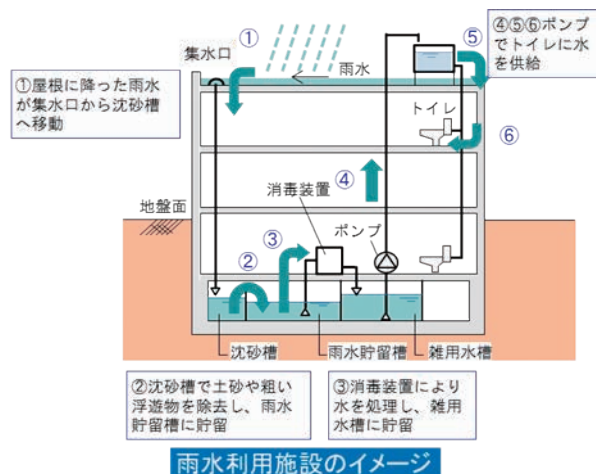 集水口
①
雨水
⑤
④⑤⑥ポンプ
でトイレに水
を供給
①屋根に降った雨水
が集水口から沈砂槽
へ移動
トイレ
⑥
④
消毒装置
地盤面
③
ポンプ
②
沈砂槽
雨水貯留槽
雑用水槽
②沈砂槽で土砂や粗い
浮遊物を除去し、雨水
貯留槽に貯留
③消毒装置により
水を処理し、雑用
水槽に貯留
雨水利用施設のイメージ